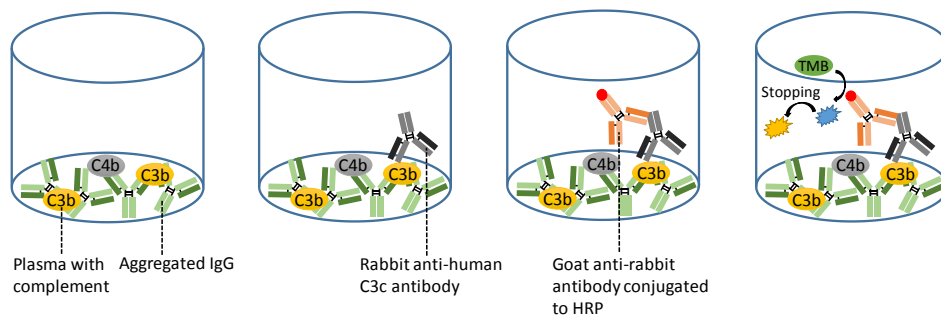 C4b
C3b
C3b
Plasma with
complement
Aggregated IgG
C4b
C3b
C3b
Rabbit anti-human
C3c antibody
C4b
C3b
C3b
Goat anti-rabbit
antibody conjugated
to HRP
TMB
Stopping
C4b
C3b
C3b